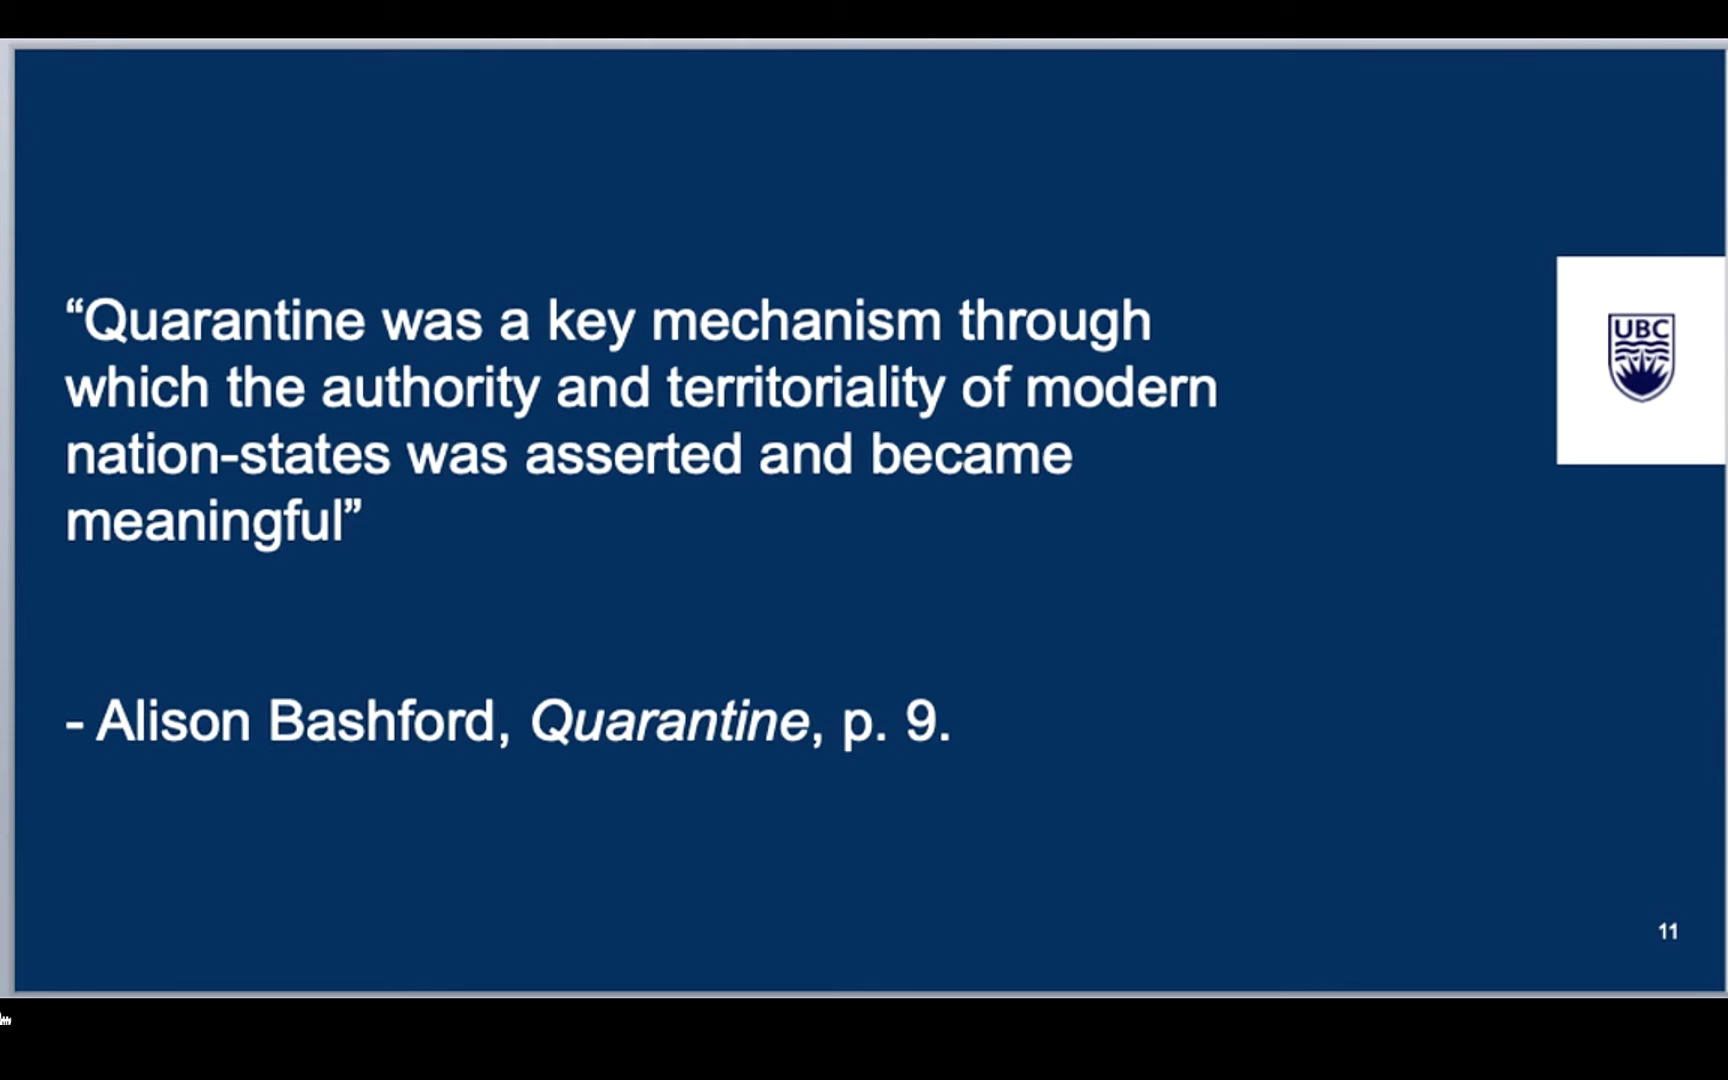 “Quarantine was a key mechanism through
which the authority and territoriality of modern
nation-states was asserted and became
meaningful”
- Alison Bashford, Quarantine, p. 9.
UBC
11